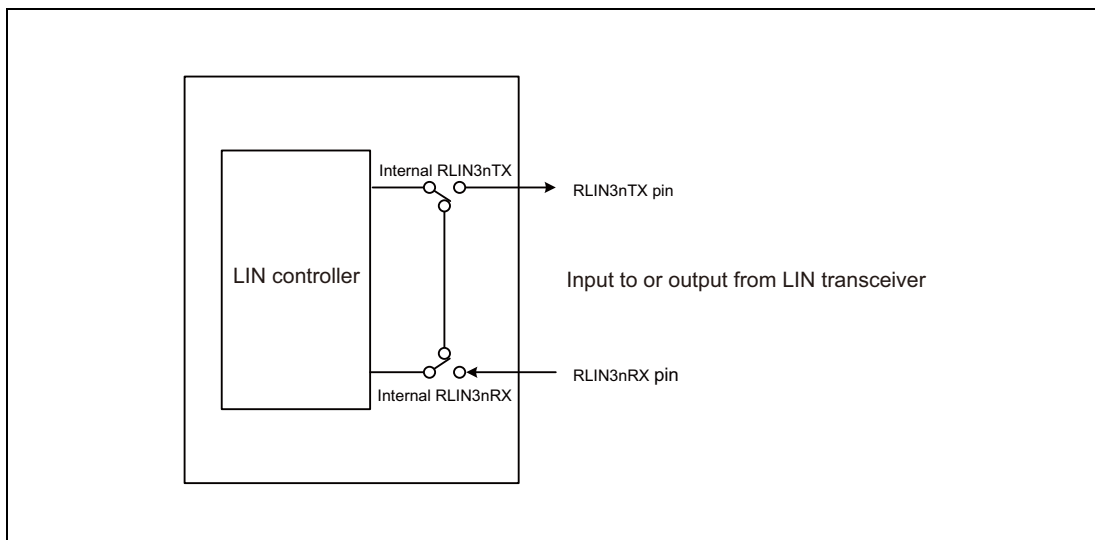 Internal RLIN3nTX
RLIN3nTX pin
LIN controller
Input to or output from LIN transceiver
RLIN3nRX pin
Internal RLIN3nRX